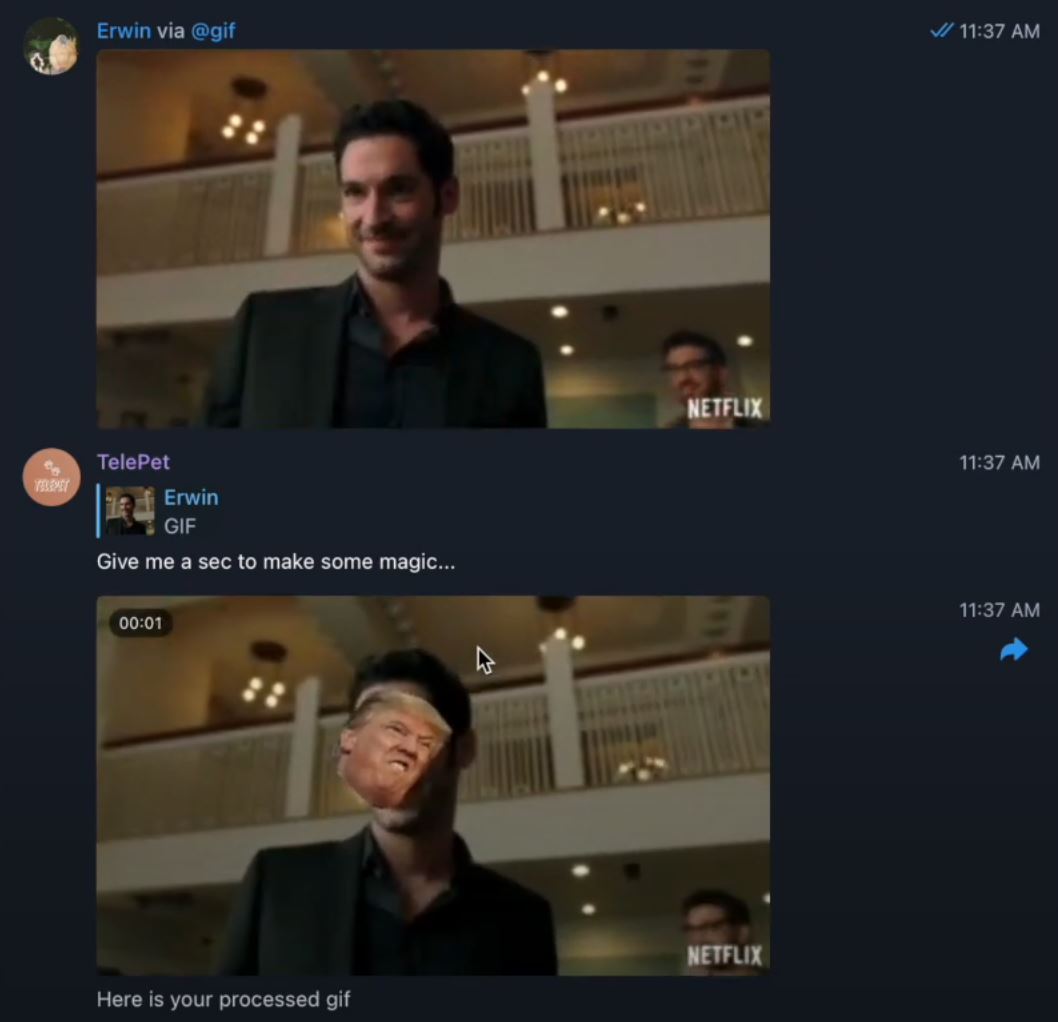 Erwin via @gif
11:37 AM
NETFLIX
TelePet
11:37 AM
TELEPET
Erwin
GIF
Give me a sec to make some magic...
00:01
11:37 AM
NETFLIX
Here is your processed gif